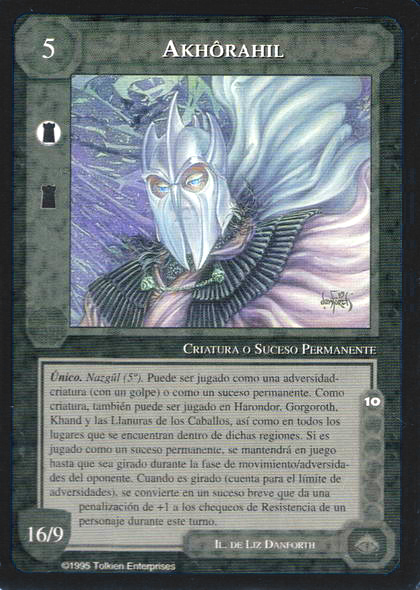 5
AKHÔRAHIL
CRIATURA O SUCESO PERMANENTE
Único. Nazgûl (5º). Puede ser jugado como una adversidad-
criatura (con un golpe) o como un suceso permanente. Como
criatura, también puede ser jugado en Harondor, Gorgoroth,
Khand y las Llanuras de los Caballos, así como en todos los
lugares que se encuentran dentro de dichas regiones. Si es
jugado como un suceso permanente, se mantendrá en juego
hasta que sea girado durante la fase de movimiento/adversida-
des del oponente. Cuando es girado (cuenta para el límite de
adversidades), se convierte en un suceso breve que da una
penalización de +1 a los chequeos de Resistencia de un
personaje durante este turno.
10
16/9
IL. DE LIZ DANFORTH
©1995 Tolkien Enterprises